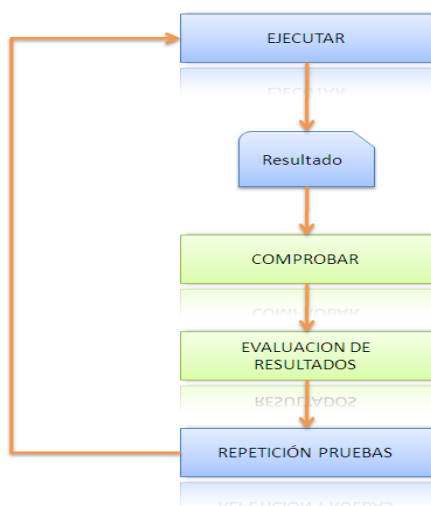 EJECUTAR
Resultado
COMPROBAR
EVALUACION DE
RESULTADOS
REPETICIÓN PRUEBAS